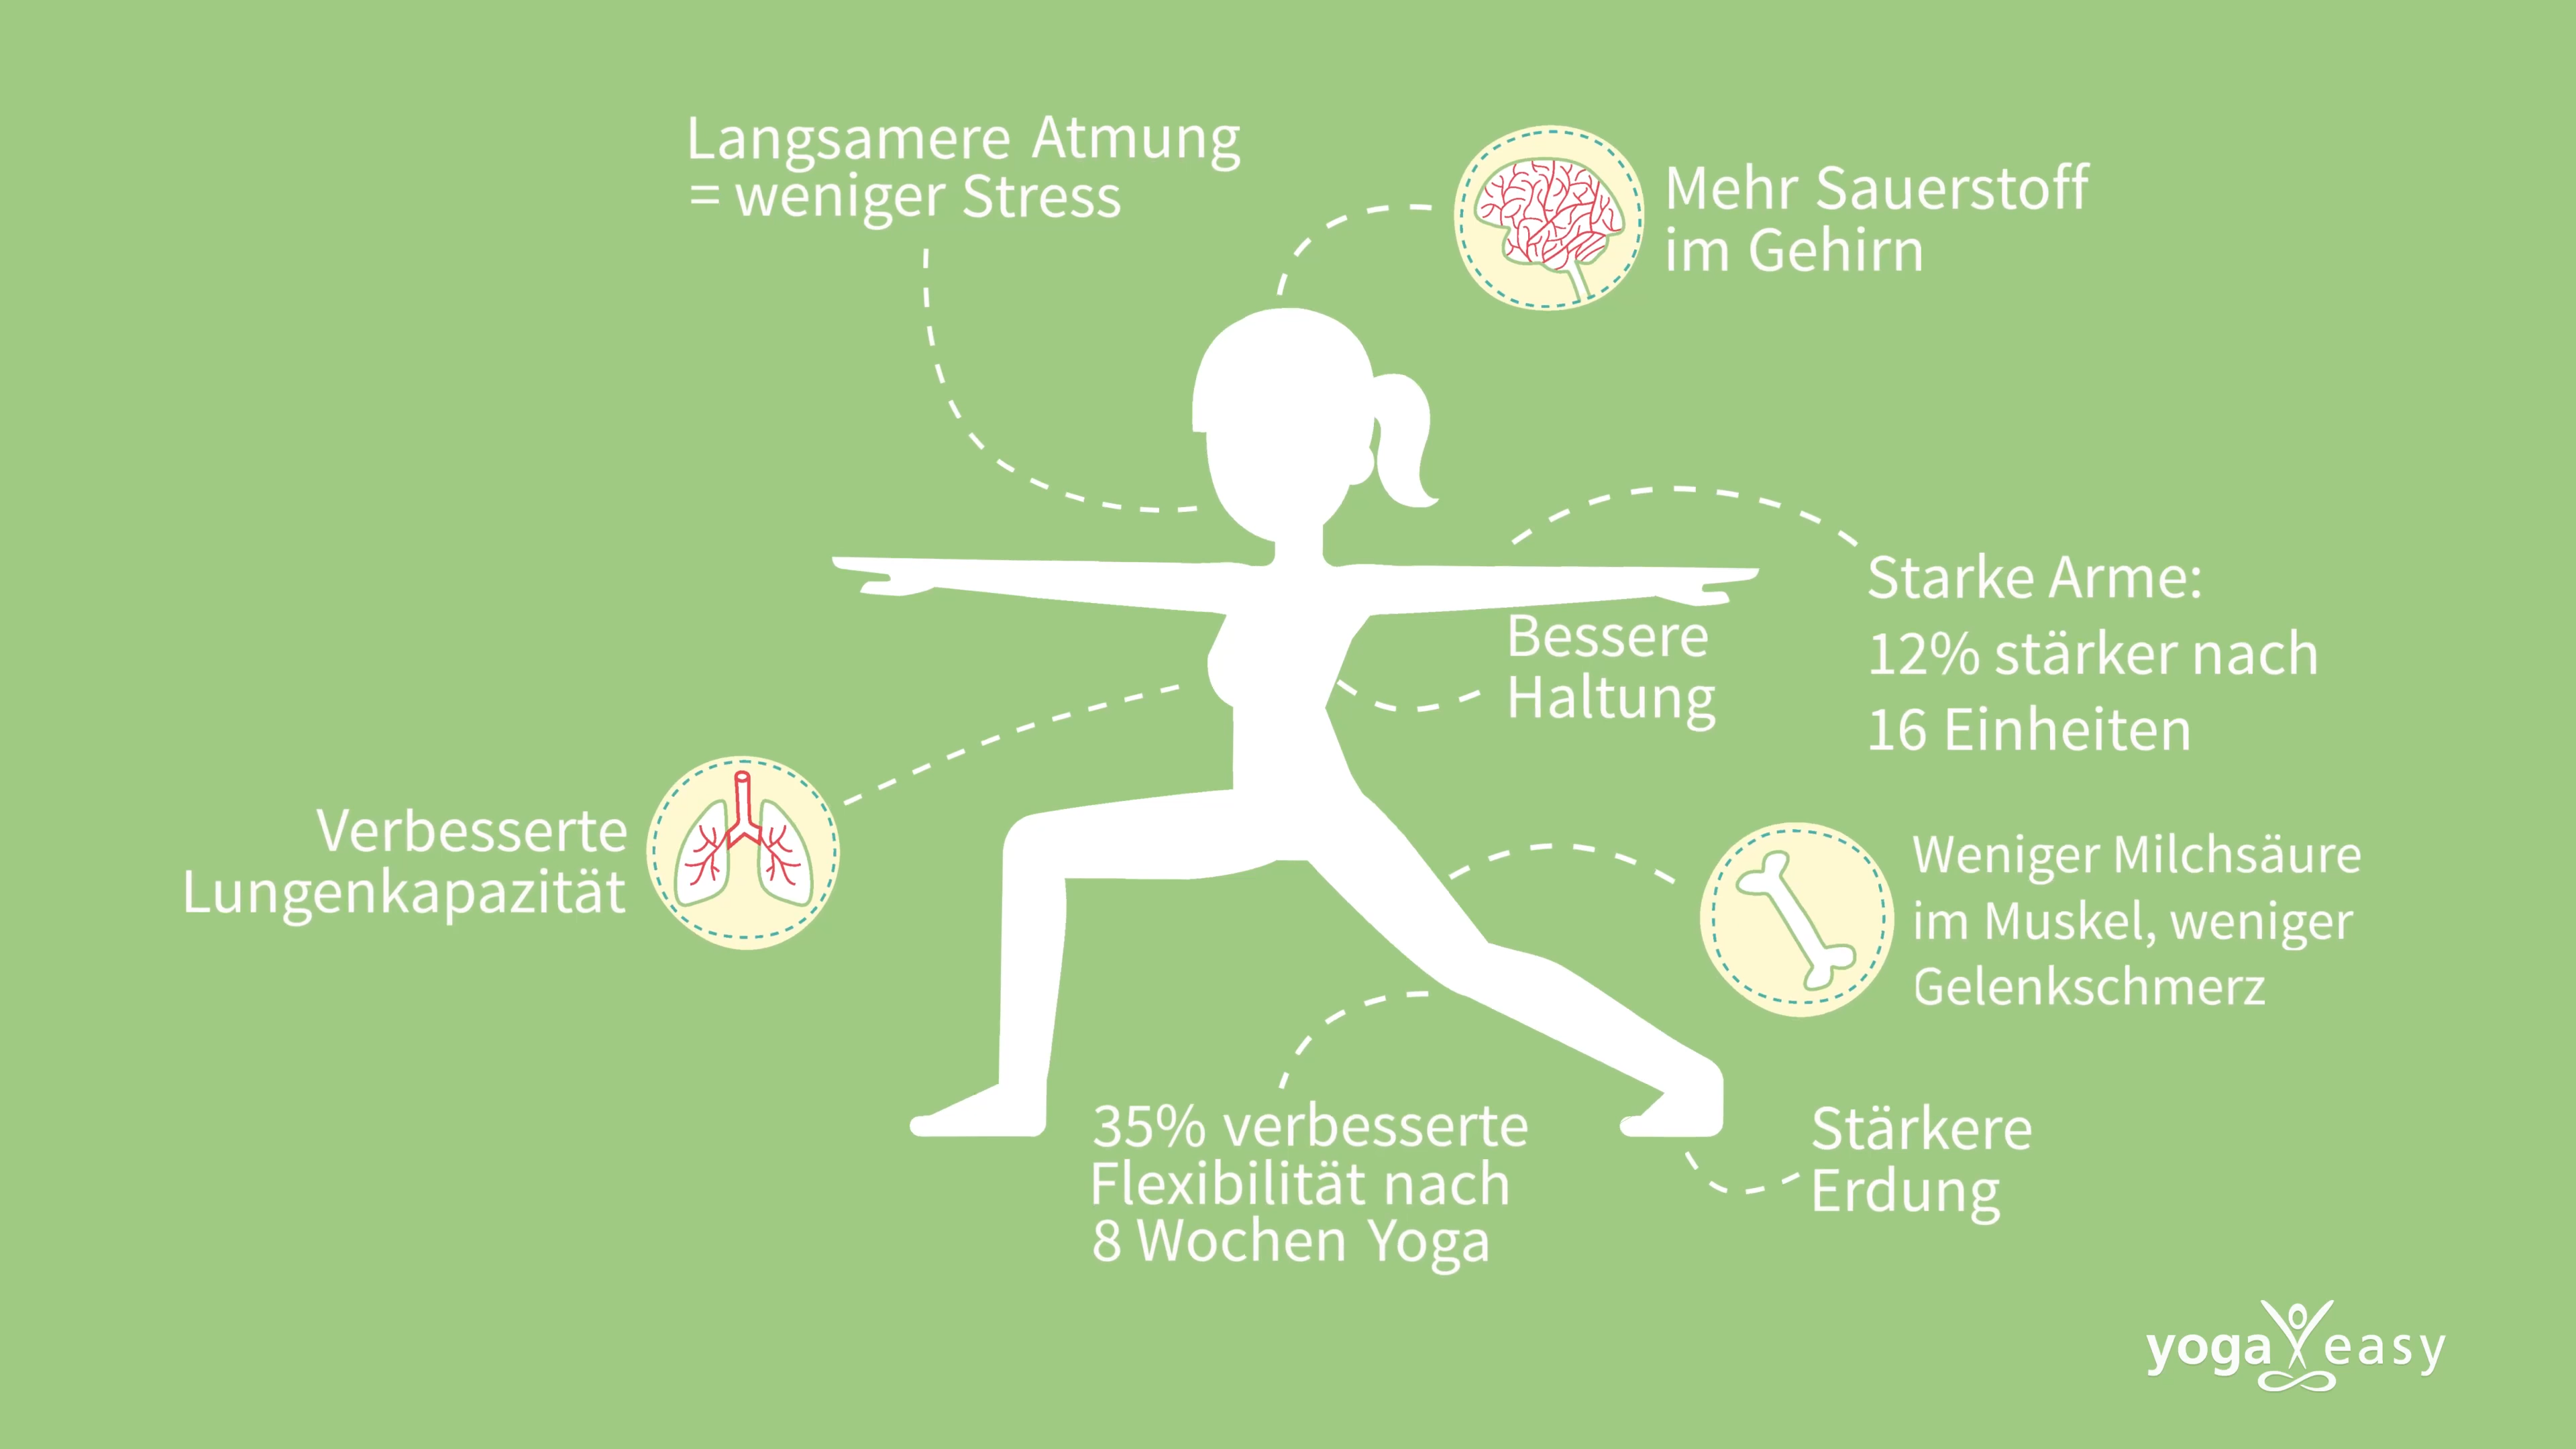 Langsamere Atmung
= weniger Stress
Mehr Sauerstoff
im Gehirn
Starke Arme:
12% stärker nach
16 Einheiten
Bessere
Haltung
Verbesserte
Lungenkapazität
Weniger Milchsäure
im Muskel, weniger
Gelenkschmerz
35% verbesserte
Flexibilität nach
8 Wochen Yoga
Stärkere
Erdung
yoga easy